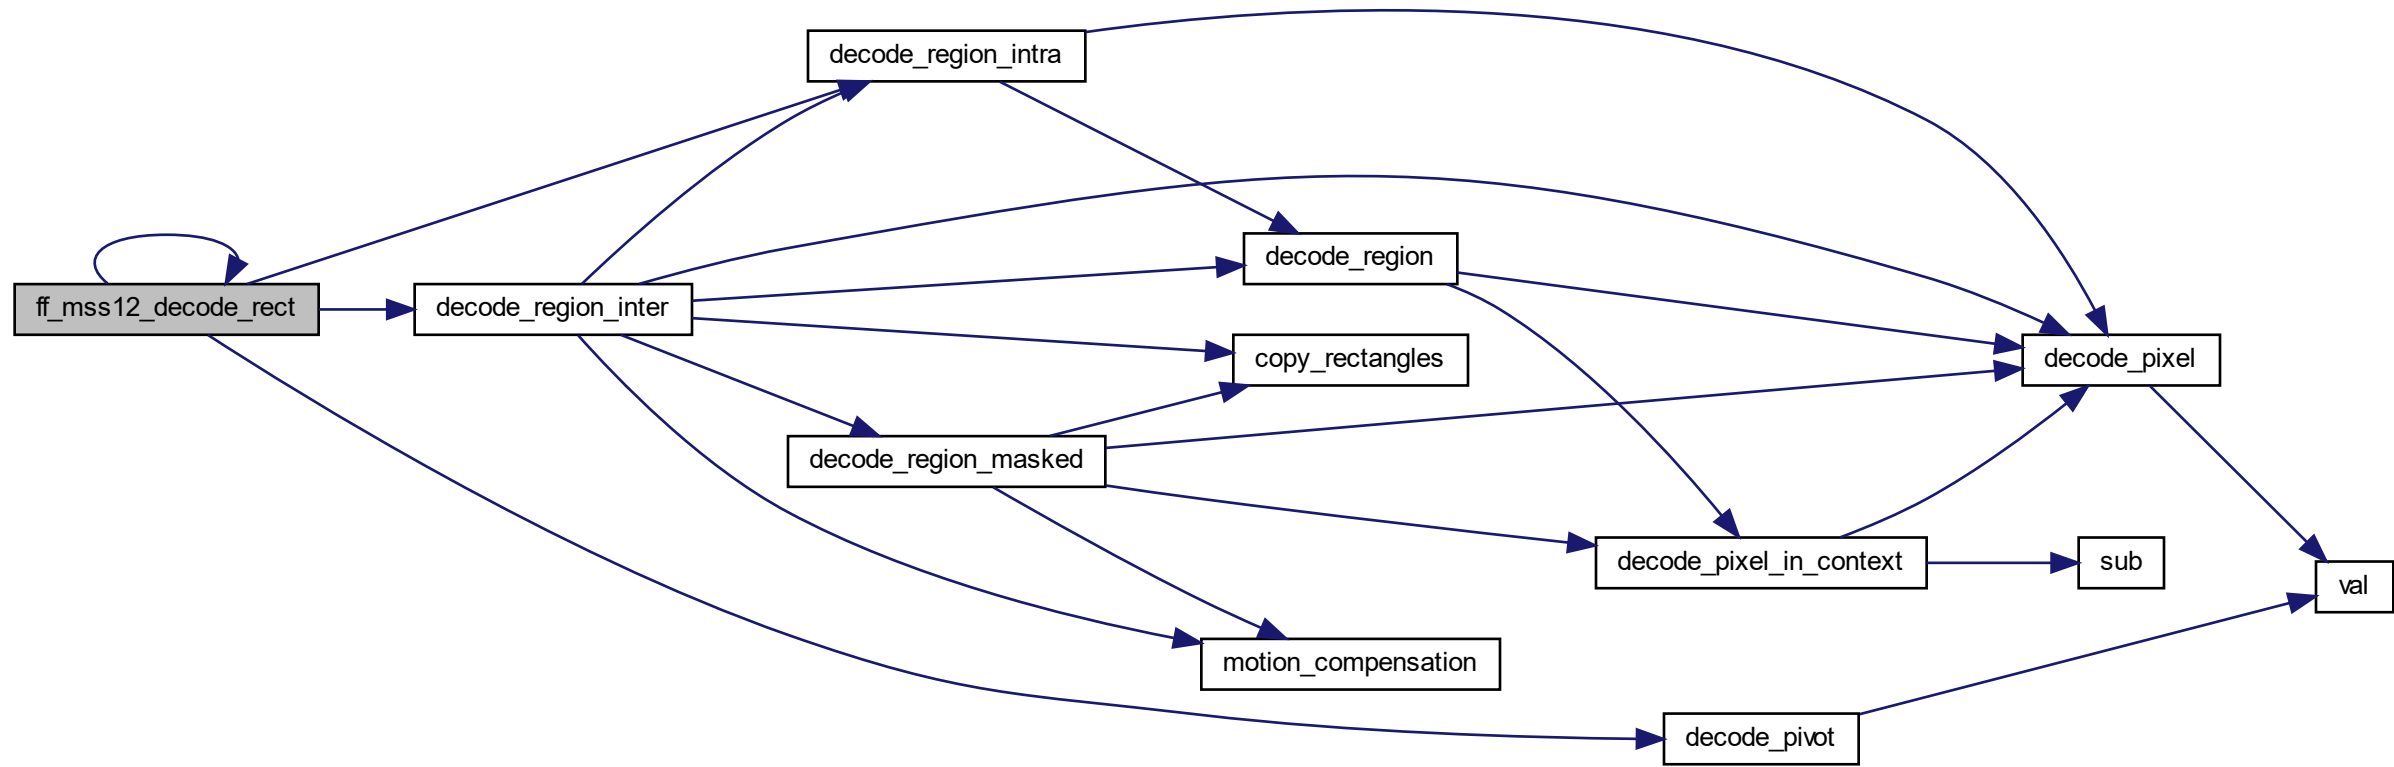 decode_region_intra
decode_region
ff_mss12_decode_rect
decode_region_inter
copy_rectangles
decode_pixel
decode_region_masked
decode_pixel_in_context
sub
val
motion_compensation
decode_pivot